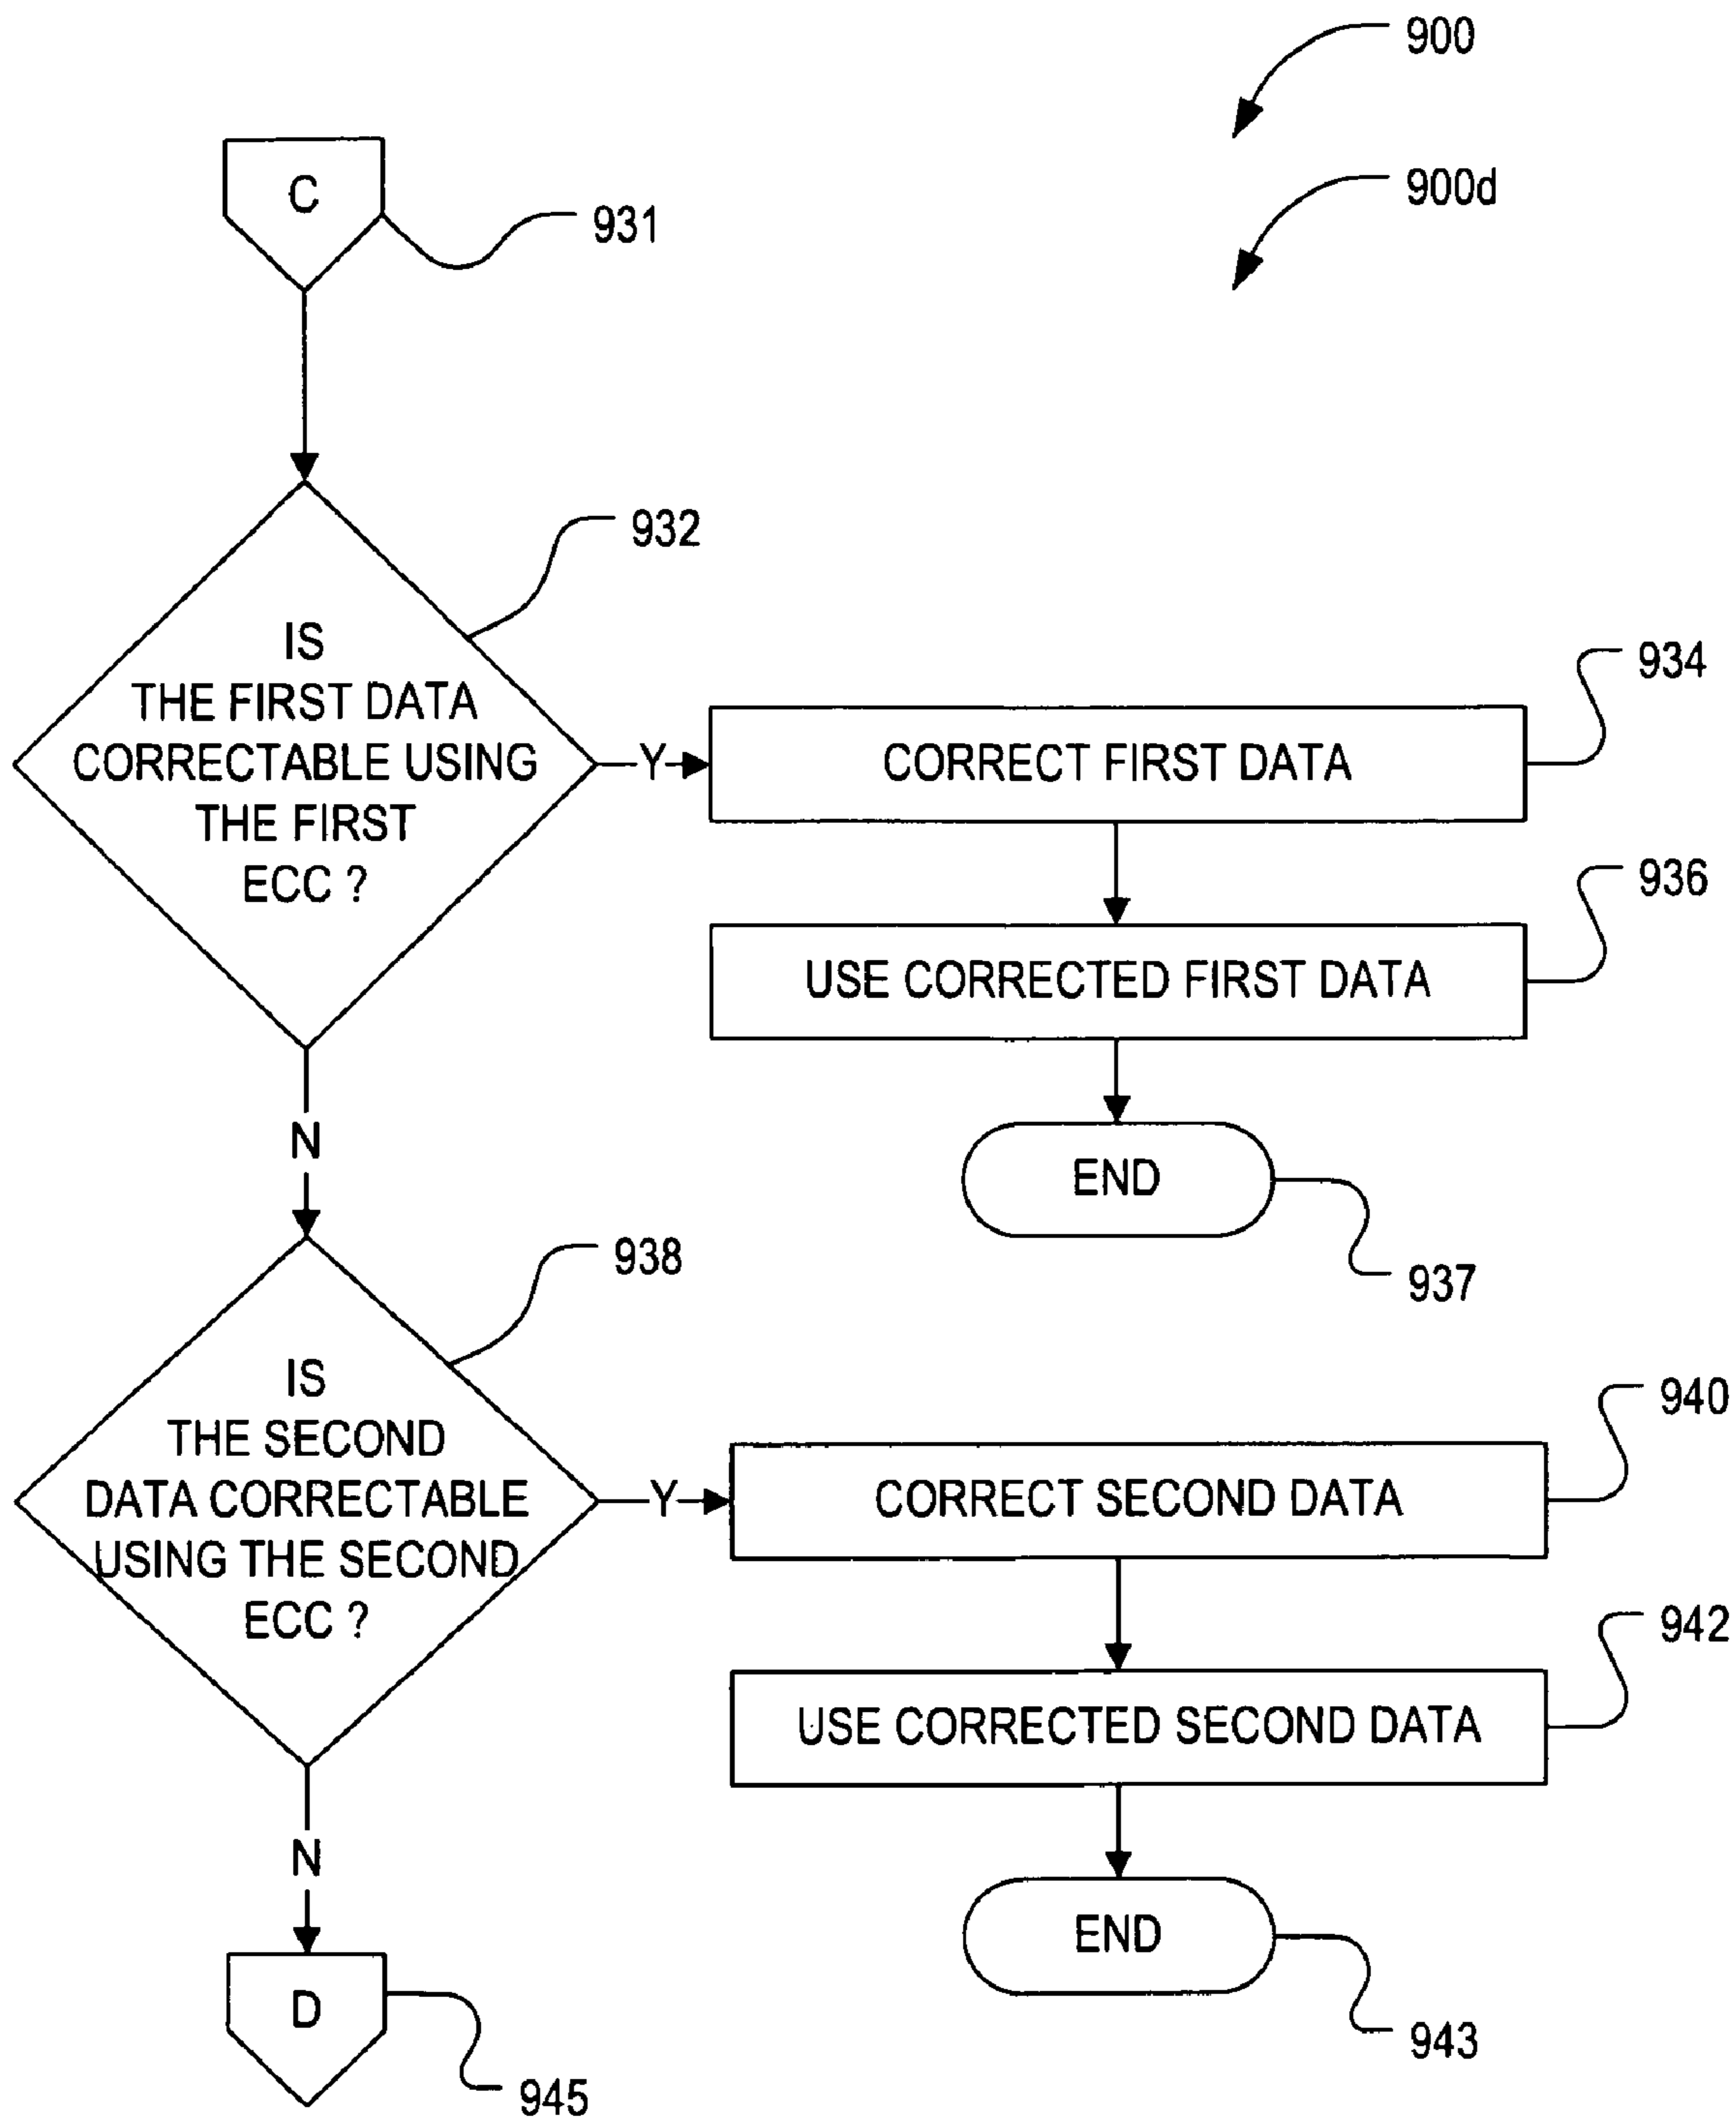 900
900d
C
931
932
IS
THE FIRST DATA
CORRECTABLE USING
THE FIRST
ECC ?
Y
934
CORRECT FIRST DATA
936
USE CORRECTED FIRST DATA
END
937
N
938
IS
THE SECOND
DATA CORRECTABLE
USING THE SECOND
ECC ?
Y
940
CORRECT SECOND DATA
942
USE CORRECTED SECOND DATA
END
943
N
D
945